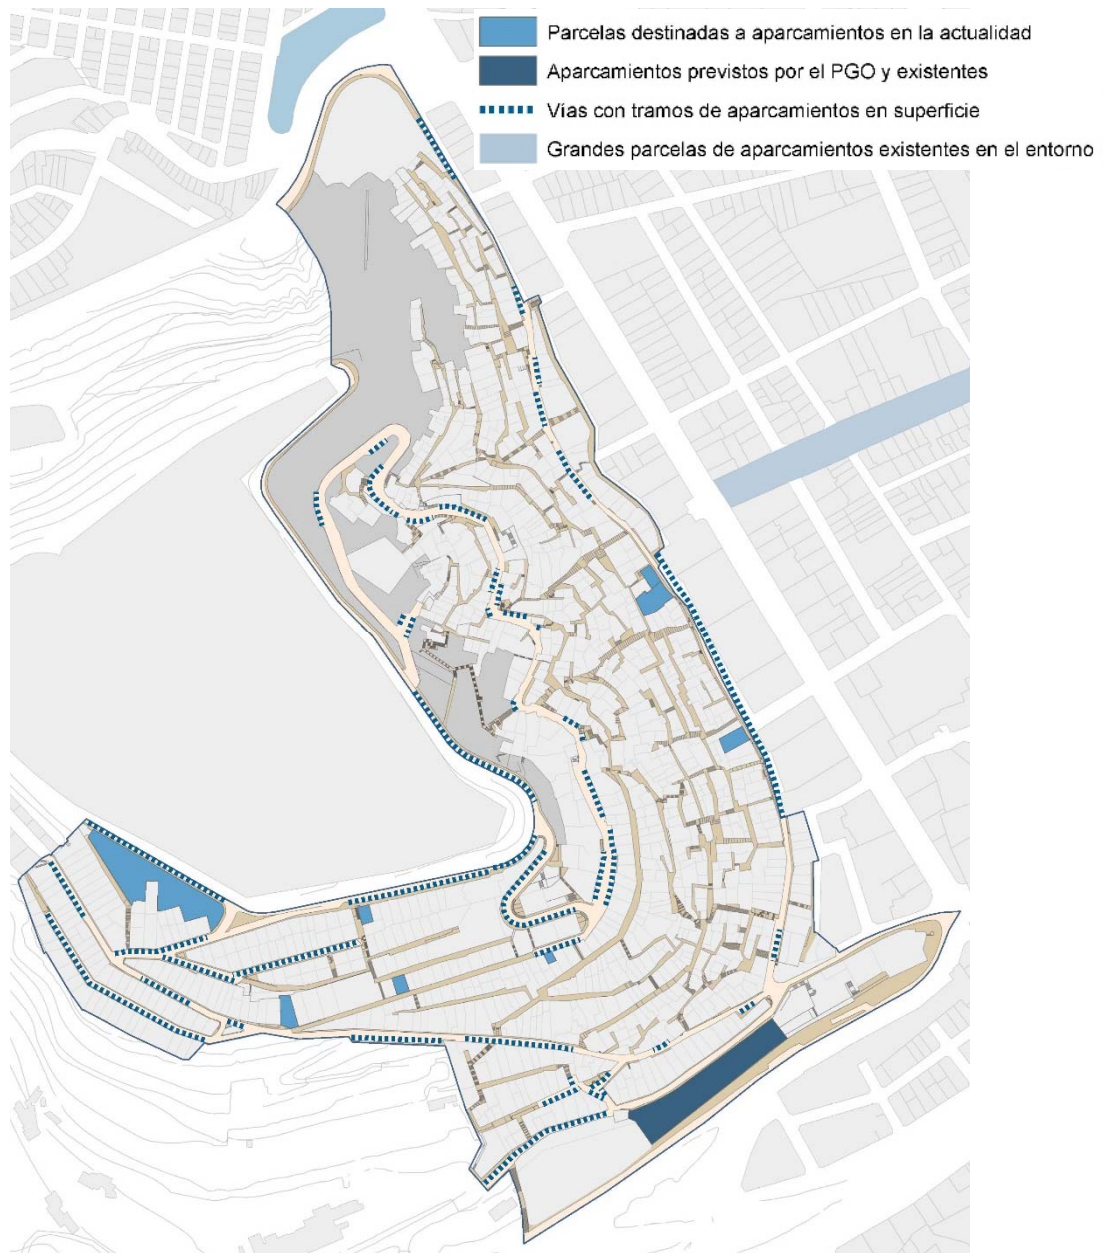 Parcelas destinadas a aparcamientos en la actualidad
Aparcamientos previstos por el PGO y existentes
Vías con tramos de aparcamientos en superficie
Grandes parcelas de aparcamientos existentes en el entorno